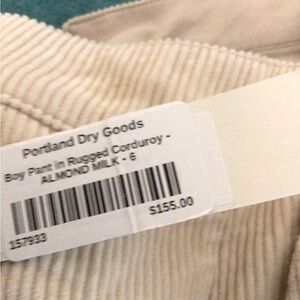 Portland Dry Goods
Boy Pant in Rugged Corduroy -
ALMOND MILK - 6
157933
$155.00